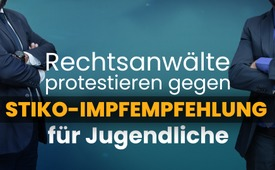 Rechtsanwälte
protestieren gegen
STIKO-IMPFEMPFEHLUNG
für Jugendliche